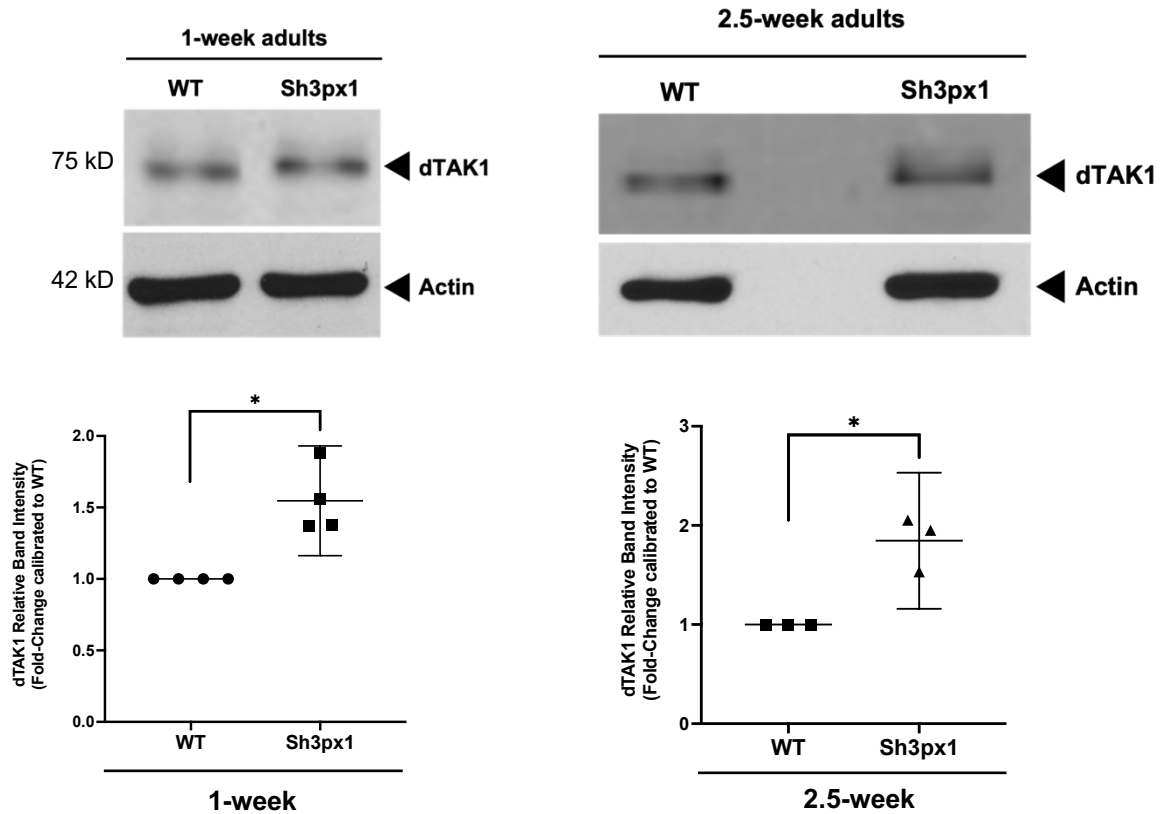 1-week adults
WT Sh3px1
75 kD
dTAK1
42 kD
Actin
2.5-week adults
WT Sh3px1
dTAK1
Actin
*
2.0
1.5
1.0
0.5
0.0
dTAK1 Relative Band Intensity
(Fold-Change calibrated to WT)
WT Sh3px1
1-week
*
3
2
1
0
dTAK1 Relative Band Intensity
(Fold-Change calibrated to WT)
WT Sh3px1
2.5-week